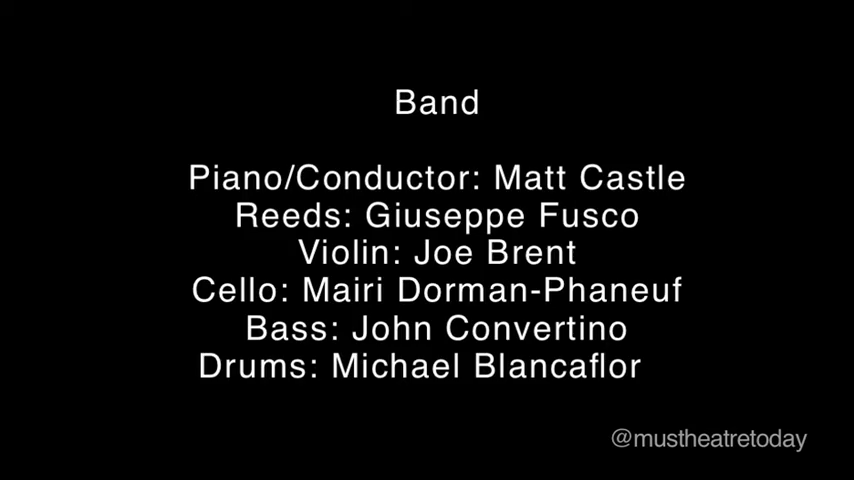 Band
Piano/Conductor: Matt Castle
Reeds: Giuseppe Fusco
Violin: Joe Brent
Cello: Mairi Dorman-Phaneuf
Bass: John Convertino
Drums: Michael Blancaflor
@mustheatretoday